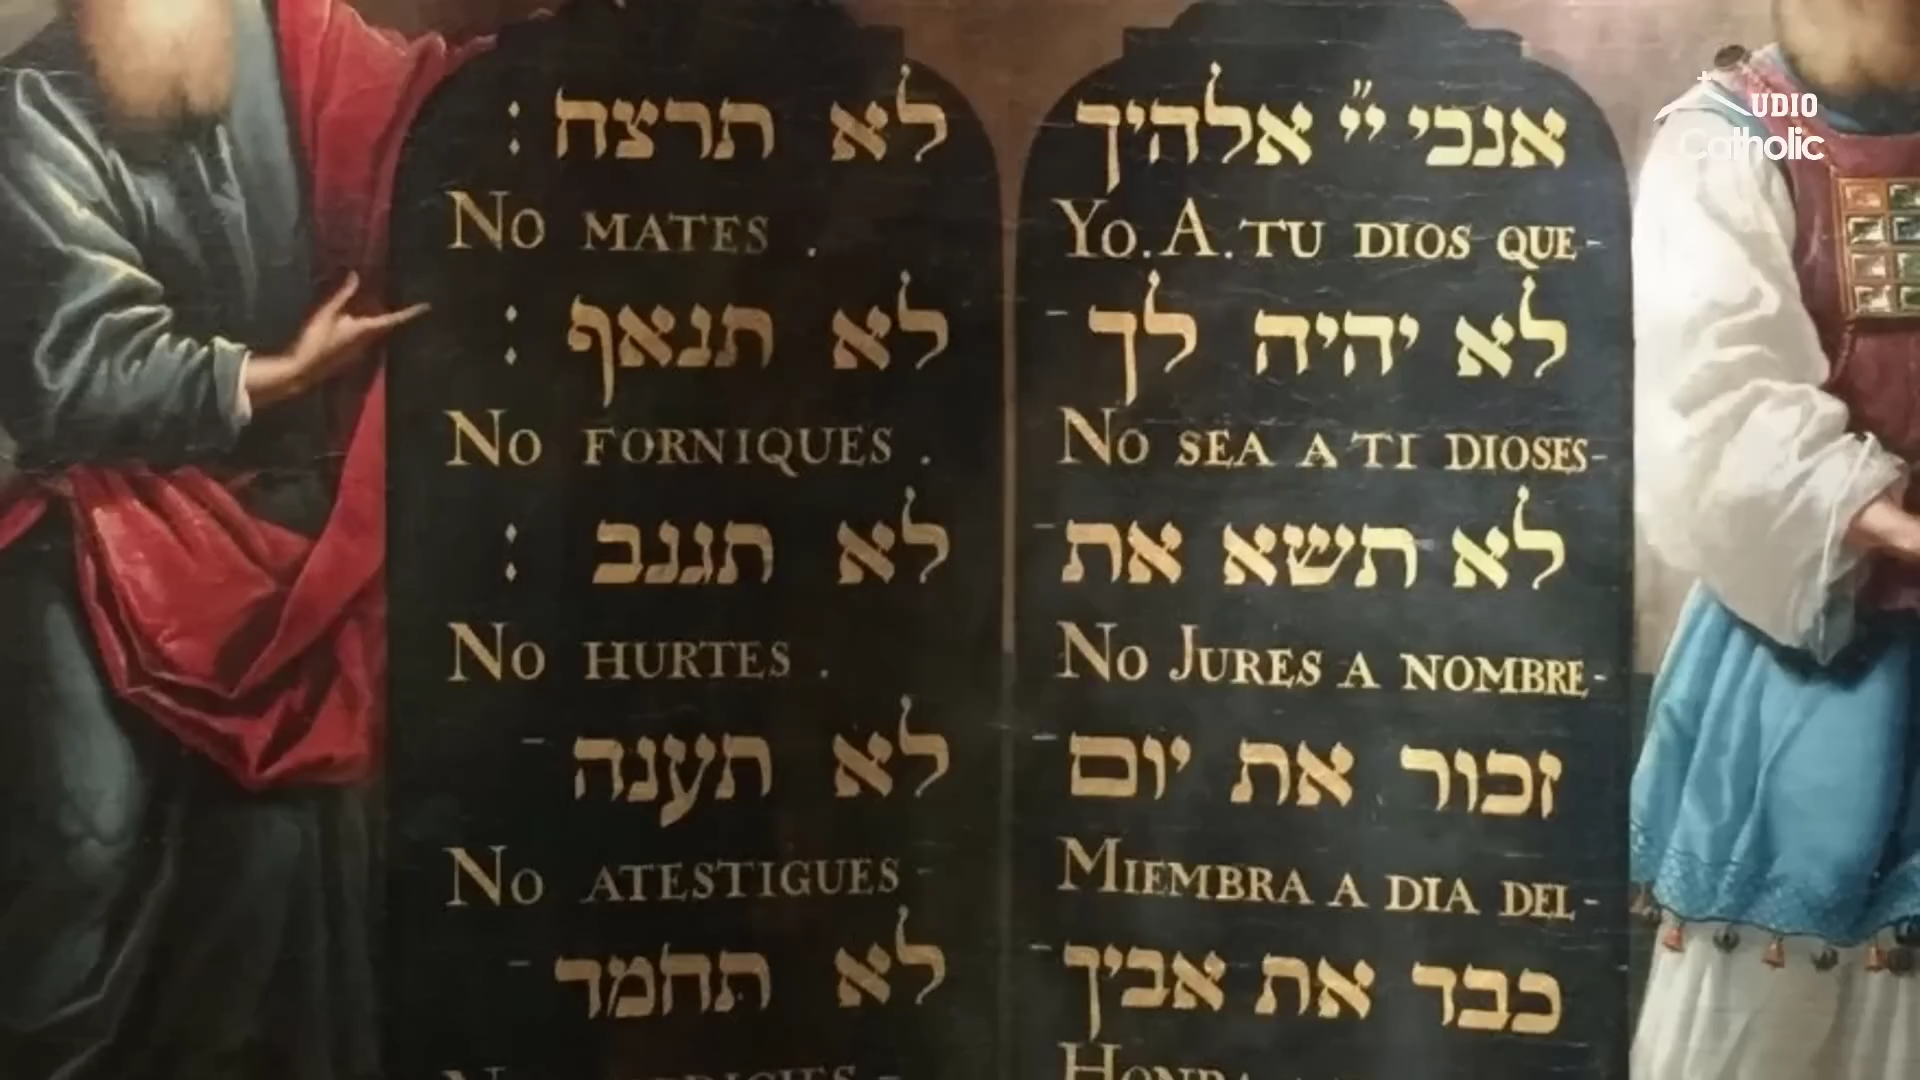 אנכי יי אלהיך
Yo. A. TU DIOS QUE-
לא יהיה לך-
No SEA A TI DIOSES-
לא תשא את-
No JURES A NOMBRE-
זכור את יום-
MIEMBRA A DIA DEL-
כבד את אביך-
לא תרצח:
No MATES.
לא תנאף:
No FORNIQUES.
לא תגנב:
No HURTES.
לא תענה-
No ATESTIGUES-
לא תחמד-
UDIO
Catholic